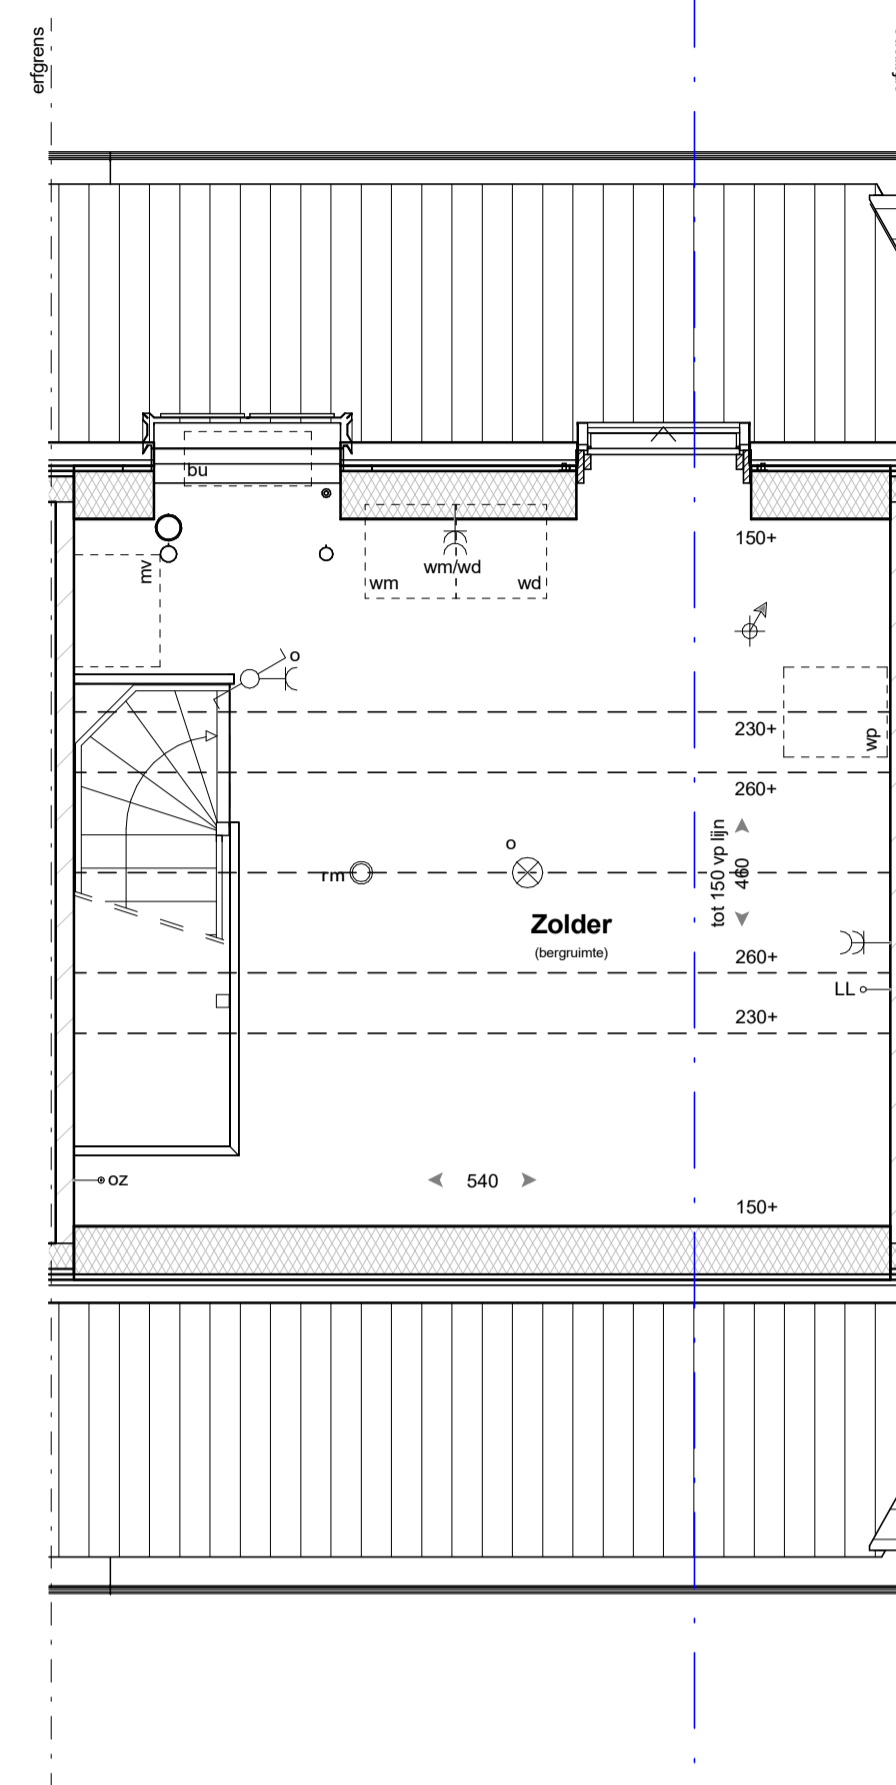 erfgrens
bu
mv
wm
wm/wd
wd
150+
o
230+
wp
260+
tot 150 vp lijn
460
o
rm
Zolder
(bergruimte)
260+
LL
230+
oz
540
150+